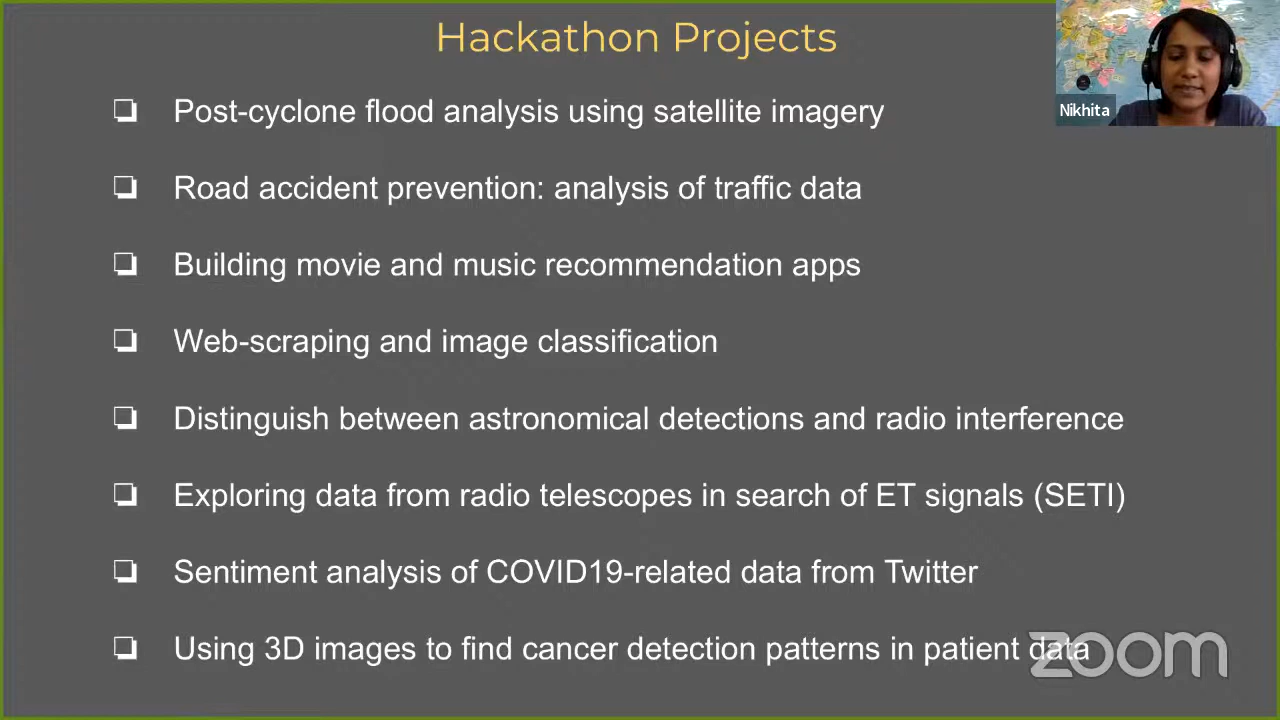 Hackathon Projects
Nikhita
Post-cyclone flood analysis using satellite imagery
Road accident prevention: analysis of traffic data
Building movie and music recommendation apps
Web-scraping and image classification
Distinguish between astronomical detections and radio interference
Exploring data from radio telescopes in search of ET signals (SETI)
Sentiment analysis of COVID19-related data from Twitter
Using 3D images to find cancer detection patterns in patient data
zoom